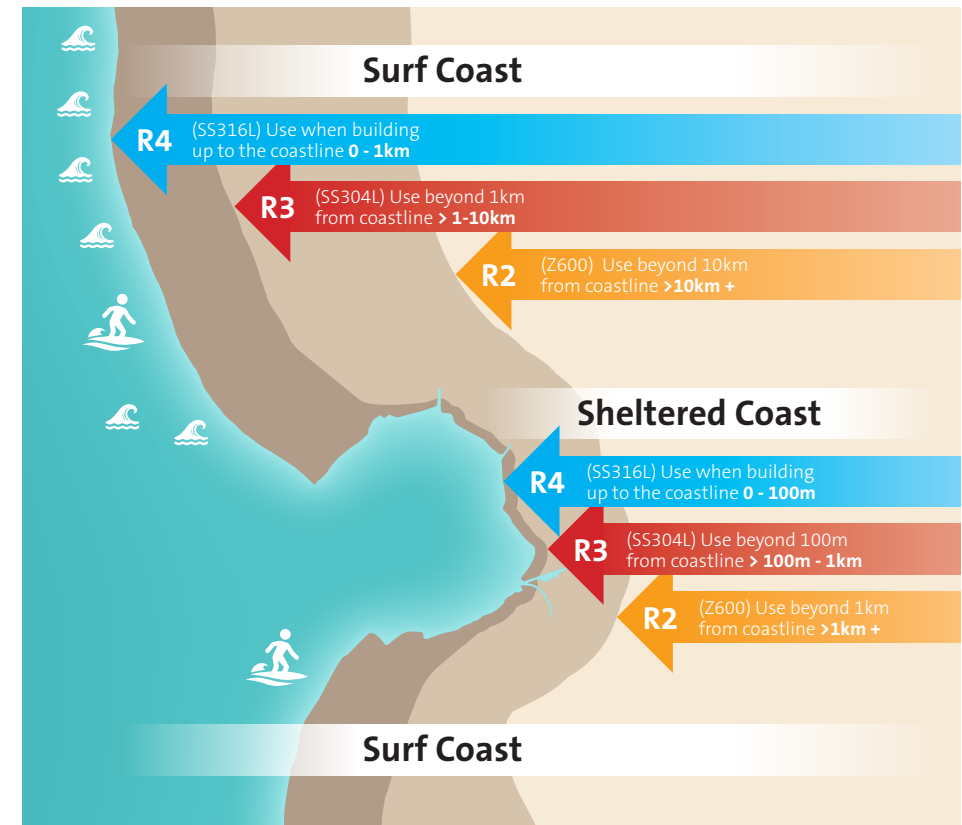 Surf Coast
R4
(SS316L) Use when building
up to the coastline 0 - 1km
R3
(SS304L) Use beyond 1km
from coastline > 1-10km
R2
(Z600) Use beyond 10km
from coastline >10km +
Sheltered Coast
R4
(SS316L) Use when building
up to the coastline 0 - 100m
R3
(SS304L) Use beyond 100m
from coastline > 100m - 1km
R2
(Z600) Use beyond 1km
from coastline >1km +
Surf Coast